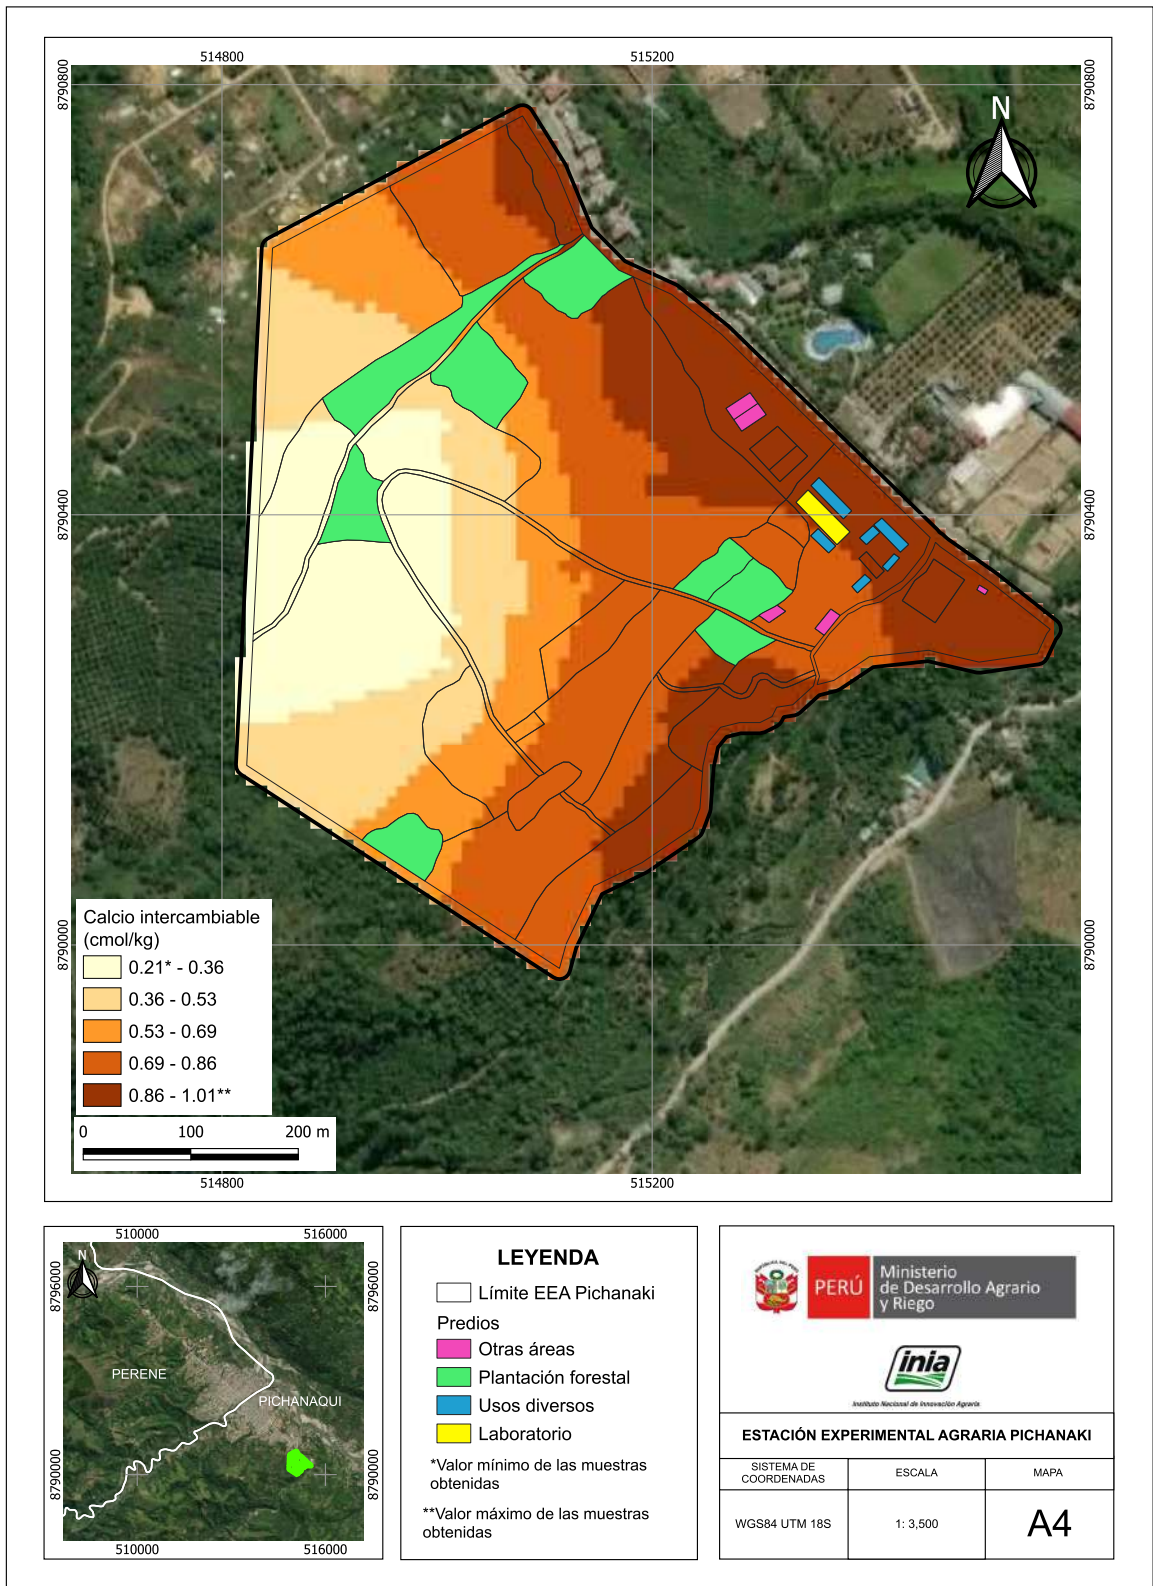 514800
515200
8790800
8790800
N
8790400
8790400
8790000
8790000
Calcio intercambiable
(cmol/kg)
0.21* - 0.36
0.36 - 0.53
0.53 - 0.69
0.69 - 0.86
0.86 - 1.01**
0
100
200 m
514800
515200
510000
516000
N
8796000
8796000
PERENE
PICHANAQUI
8790000
8790000
510000
516000
LEYENDA
Límite EEA Pichanaki
Predios
Otras áreas
Plantación forestal
Usos diversos
Laboratorio
*Valor mínimo de las muestras
obtenidas
**Valor máximo de las muestras
obtenidas
REPÚBLICA DEL PERÚ
PERÚ
Ministerio
de Desarrollo Agrario
y Riego
inia
Instituto Nacional de Innovación Agraria
ESTACIÓN EXPERIMENTAL AGRARIA PICHANAKI
SISTEMA DE
COORDENADAS
ESCALA
MAPA
WGS84 UTM 18S
1: 3,500
A4